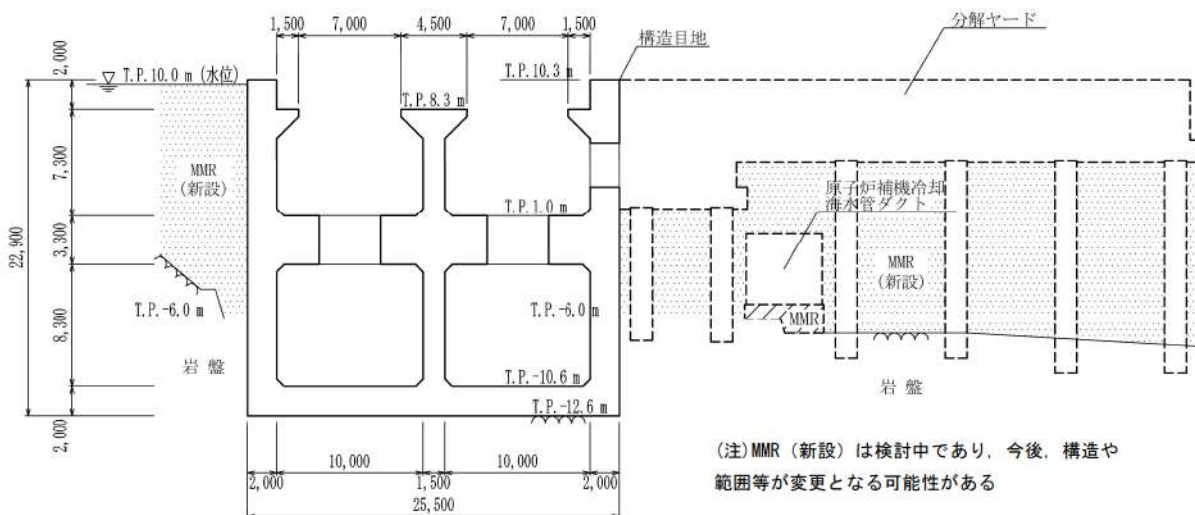 1,500
7,000
4,500
7,000
1,500
分解ヤード
構造目地
2,000
T.P.10.0 m (水位)
T.P.10.3 m
T.P.8.3 m
MMR
(新設)
7,300
原子炉補機冷却
海水管ダクト
T.P.1.0 m
22,900
3,300
MMR
(新設)
T.P.-6.0 m
T.P.-6.0 m
MMR
8,300
岩 盤
岩 盤
T.P.-10.6 m
T.P.-12.6 m
2,000
10,000
10,000
2,000
1,500
2,000
25,500
(注)MMR（新設）は検討中であり，今後，構造や
範囲等が変更となる可能性がある